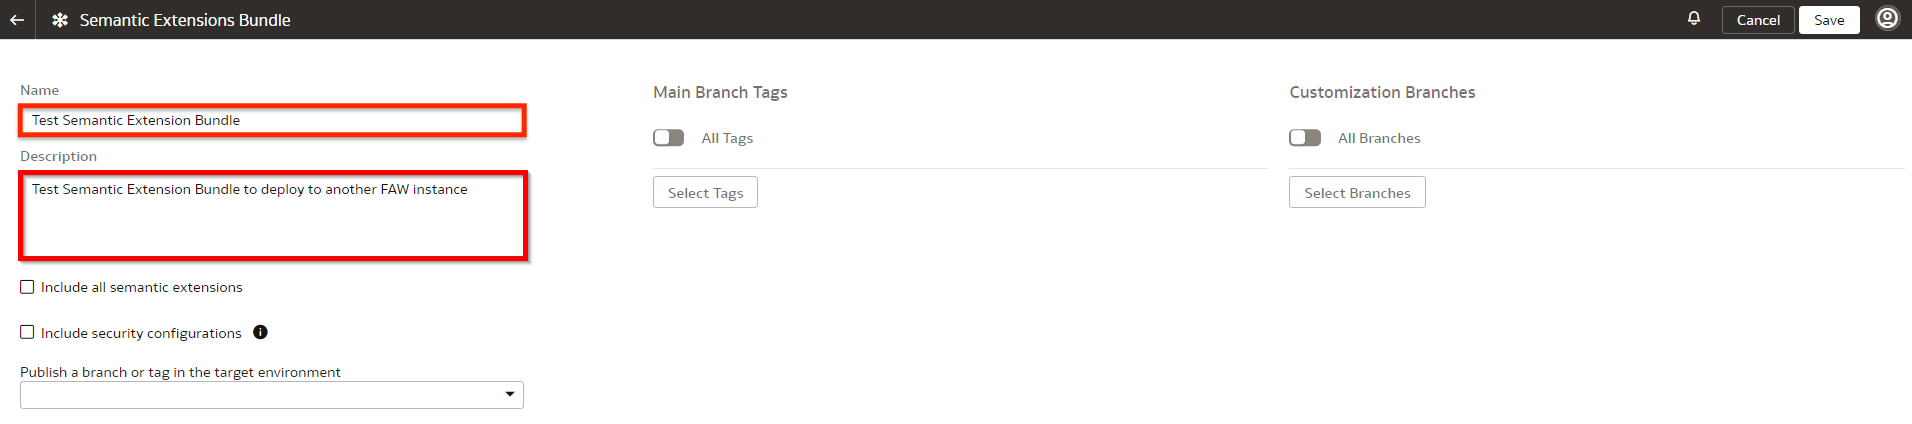 Semantic Extensions Bundle
Cancel
Save
Name
Test Semantic Extension Bundle
Description
Test Semantic Extension Bundle to deploy to another FAW instance
Include all semantic extensions
Include security configurations
Publish a branch or tag in the target environment
Main Branch Tags
All Tags
Select Tags
Customization Branches
All Branches
Select Branches